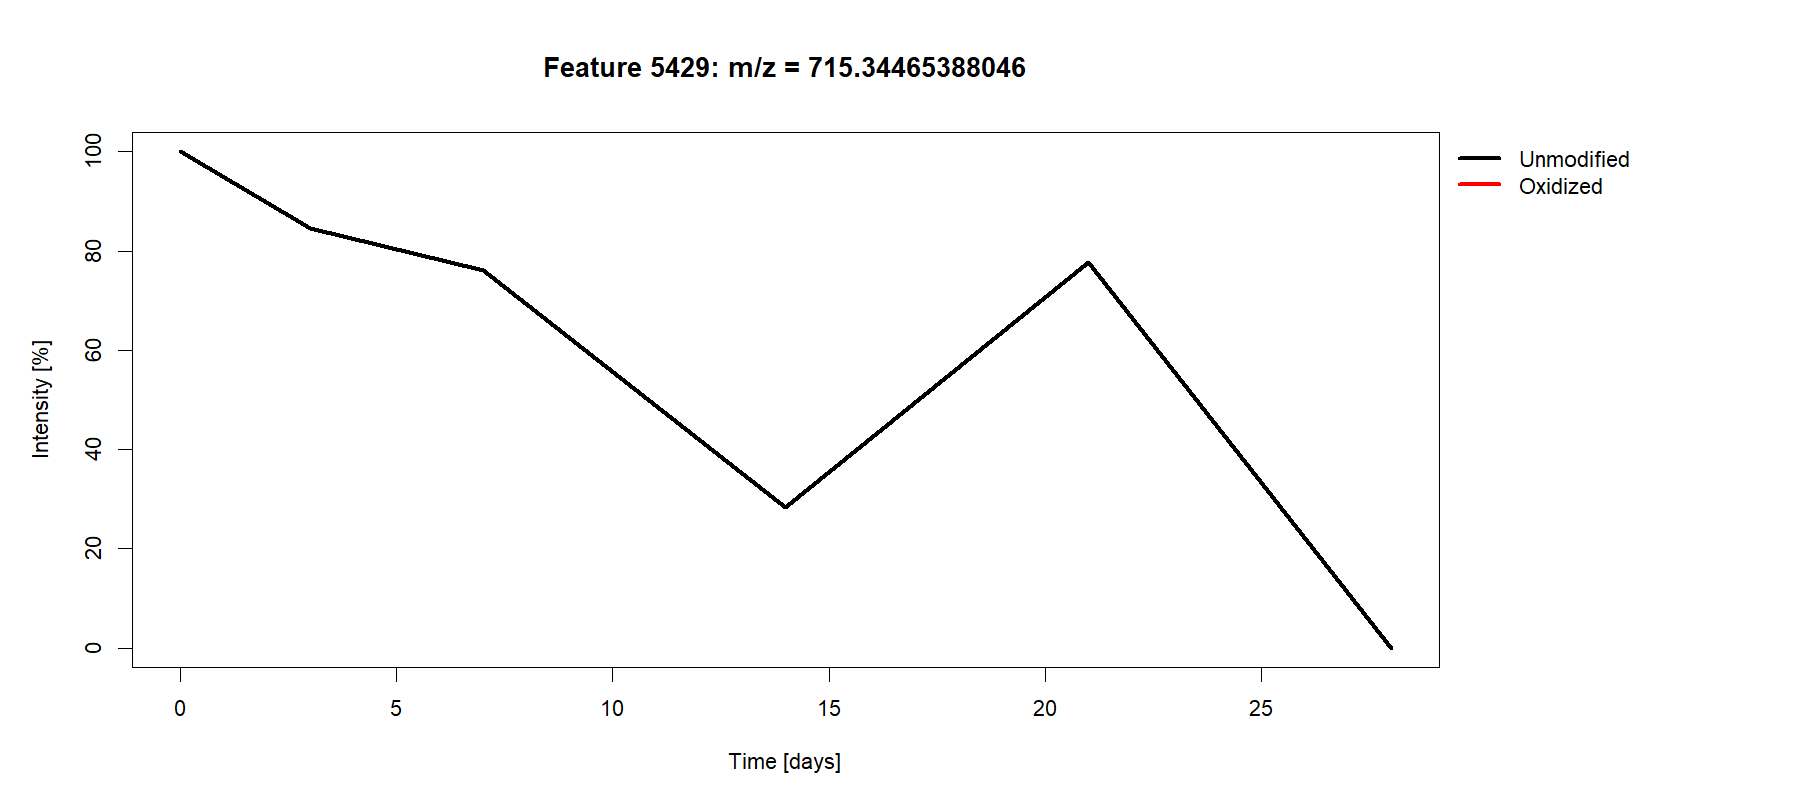 Feature 5429: m/z = 715.34465388046
Unmodified
Oxidized
Intensity [%]
100
80
60
40
20
0
0 5 10 15 20 25
Time [days]